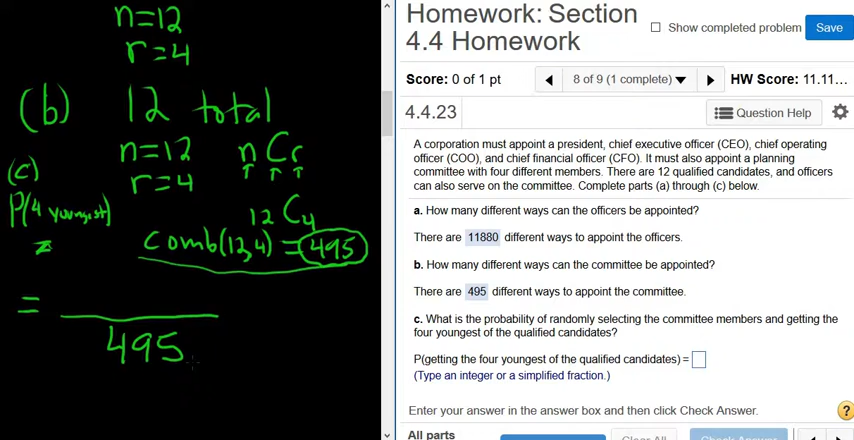 n=12
r=4
(b) 12 total
n=12 nCr
(c) r=4
P(4 youngest)
12C4
= comb(12,4) = 495
=
495
Homework: Section
4.4 Homework
Show completed problem
Save
Score: 0 of 1 pt
8 of 9 (1 complete)
HW Score: 11.11...
4.4.23
Question Help
A corporation must appoint a president, chief executive officer (CEO), chief operating
officer (COO), and chief financial officer (CFO). It must also appoint a planning
committee with four different members. There are 12 qualified candidates, and officers
can also serve on the committee. Complete parts (a) through (c) below.
a. How many different ways can the officers be appointed?
There are 11880 different ways to appoint the officers.
b. How many different ways can the committee be appointed?
There are 495 different ways to appoint the committee.
c. What is the probability of randomly selecting the committee members and getting the
four youngest of the qualified candidates?
P(getting the four youngest of the qualified candidates) =
(Type an integer or a simplified fraction.)
Enter your answer in the answer box and then click Check Answer.
?
All parts
Clear All
Check Answer